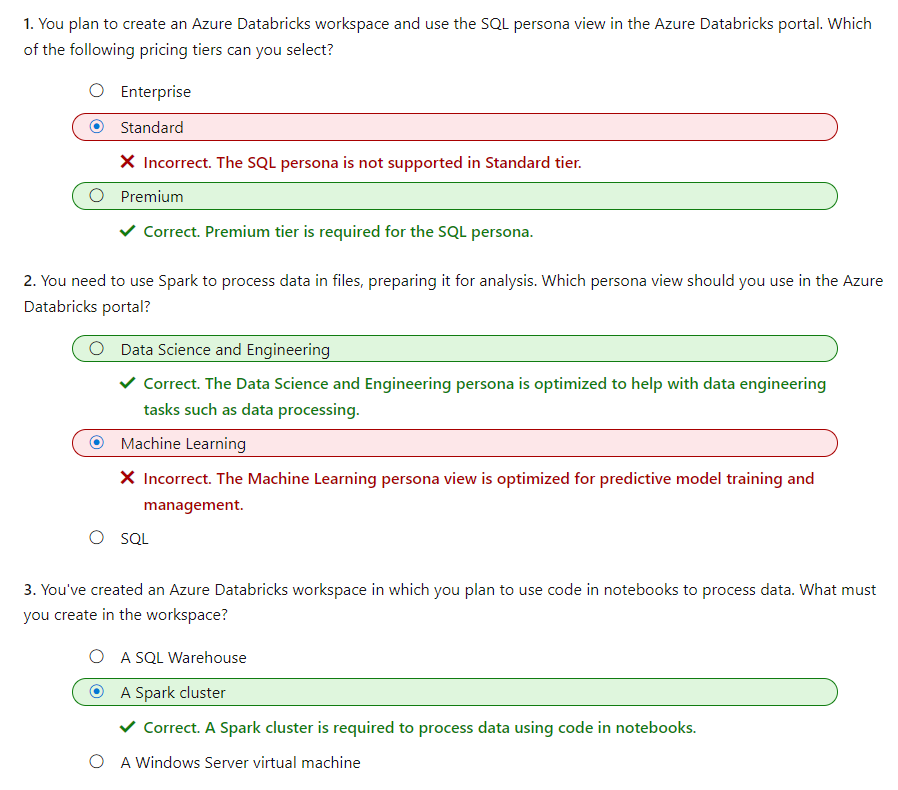 1. You plan to create an Azure Databricks workspace and use the SQL persona view in the Azure Databricks portal. Which
of the following pricing tiers can you select?
Enterprise
Standard
Incorrect. The SQL persona is not supported in Standard tier.
Premium
Correct. Premium tier is required for the SQL persona.
2. You need to use Spark to process data in files, preparing it for analysis. Which persona view should you use in the Azure
Databricks portal?
Data Science and Engineering
Correct. The Data Science and Engineering persona is optimized to help with data engineering
tasks such as data processing.
Machine Learning
Incorrect. The Machine Learning persona view is optimized for predictive model training and
management.
SQL
3. You've created an Azure Databricks workspace in which you plan to use code in notebooks to process data. What must
you create in the workspace?
A SQL Warehouse
A Spark cluster
Correct. A Spark cluster is required to process data using code in notebooks.
A Windows Server virtual machine